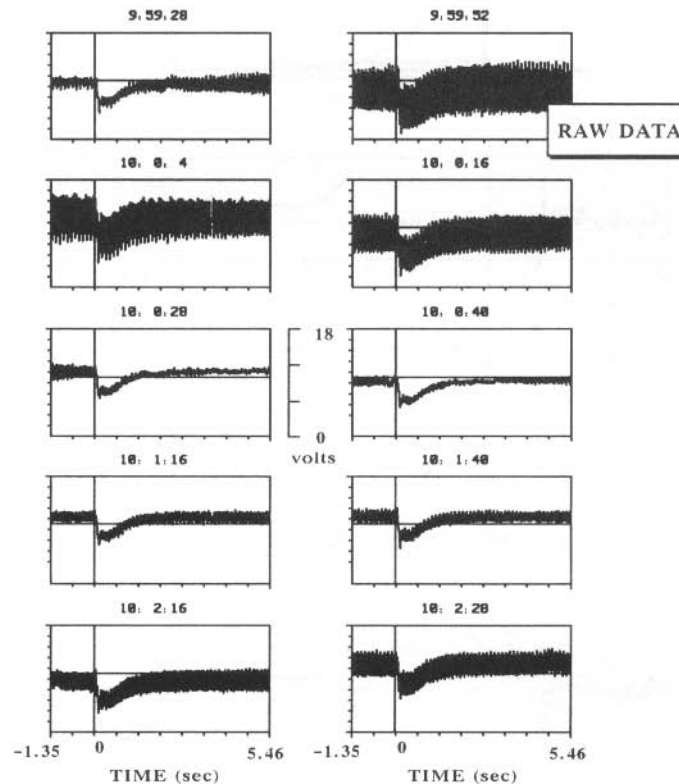 9:59:28
9:59:52
RAW DATA
10: 0: 4
10: 0:16
10: 0:28
10: 0:40
18
0
volts
10: 1:16
10: 1:40
10: 2:16
10: 2:28
-1.35 0 5.46
TIME (sec)
-1.35 0 5.46
TIME (sec)